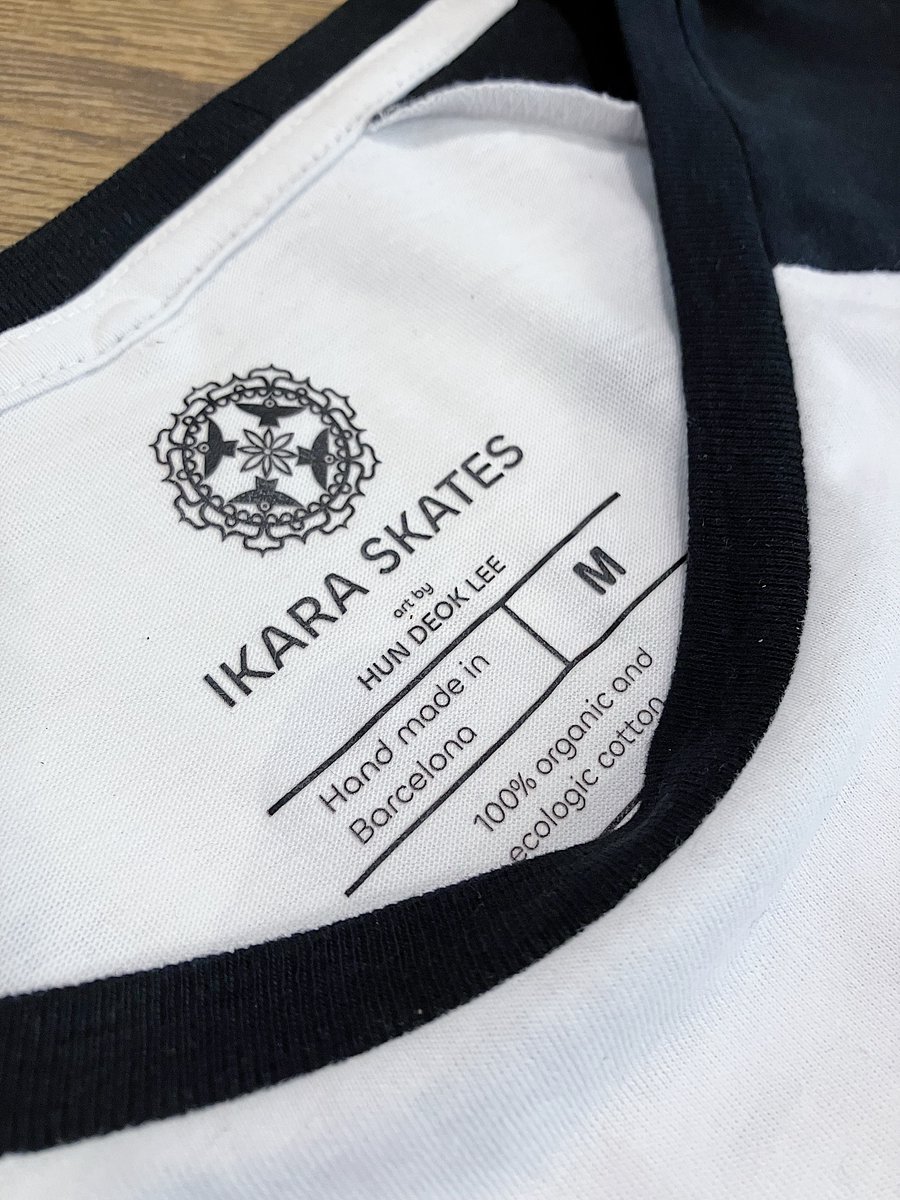 IKARA SKATES
art by
HUN DEOK LEE
M
Hand made in
Barcelona
100% organic and
ecologic cotton